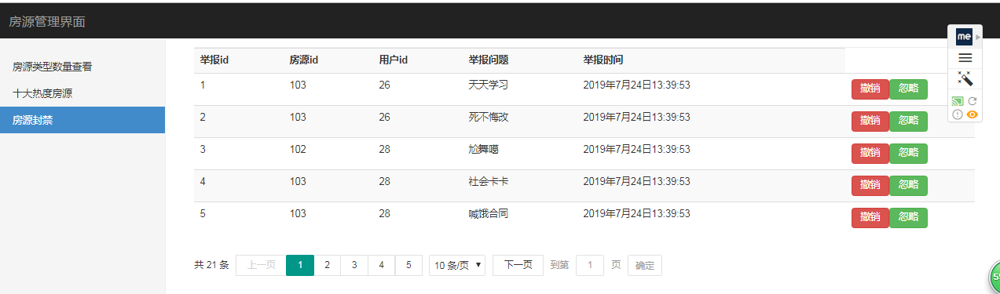 房源管理界面
me
房源类型数量查看
十大热度房源
房源封禁
举报id 房源id 用户id 举报问题 举报时间
1 103 26 天天学习 2019年7月24日13:39:53 撤销 忽略
2 103 26 死不悔改 2019年7月24日13:39:53 撤销 忽略
3 102 28 尬舞噶 2019年7月24日13:39:53 撤销 忽略
4 103 28 社会卡卡 2019年7月24日13:39:53 撤销 忽略
5 103 28 喊饿合同 2019年7月24日13:39:53 撤销 忽略
共 21 条 上一页 1 2 3 4 5 10 条/页 下一页 到第 1 页 确定